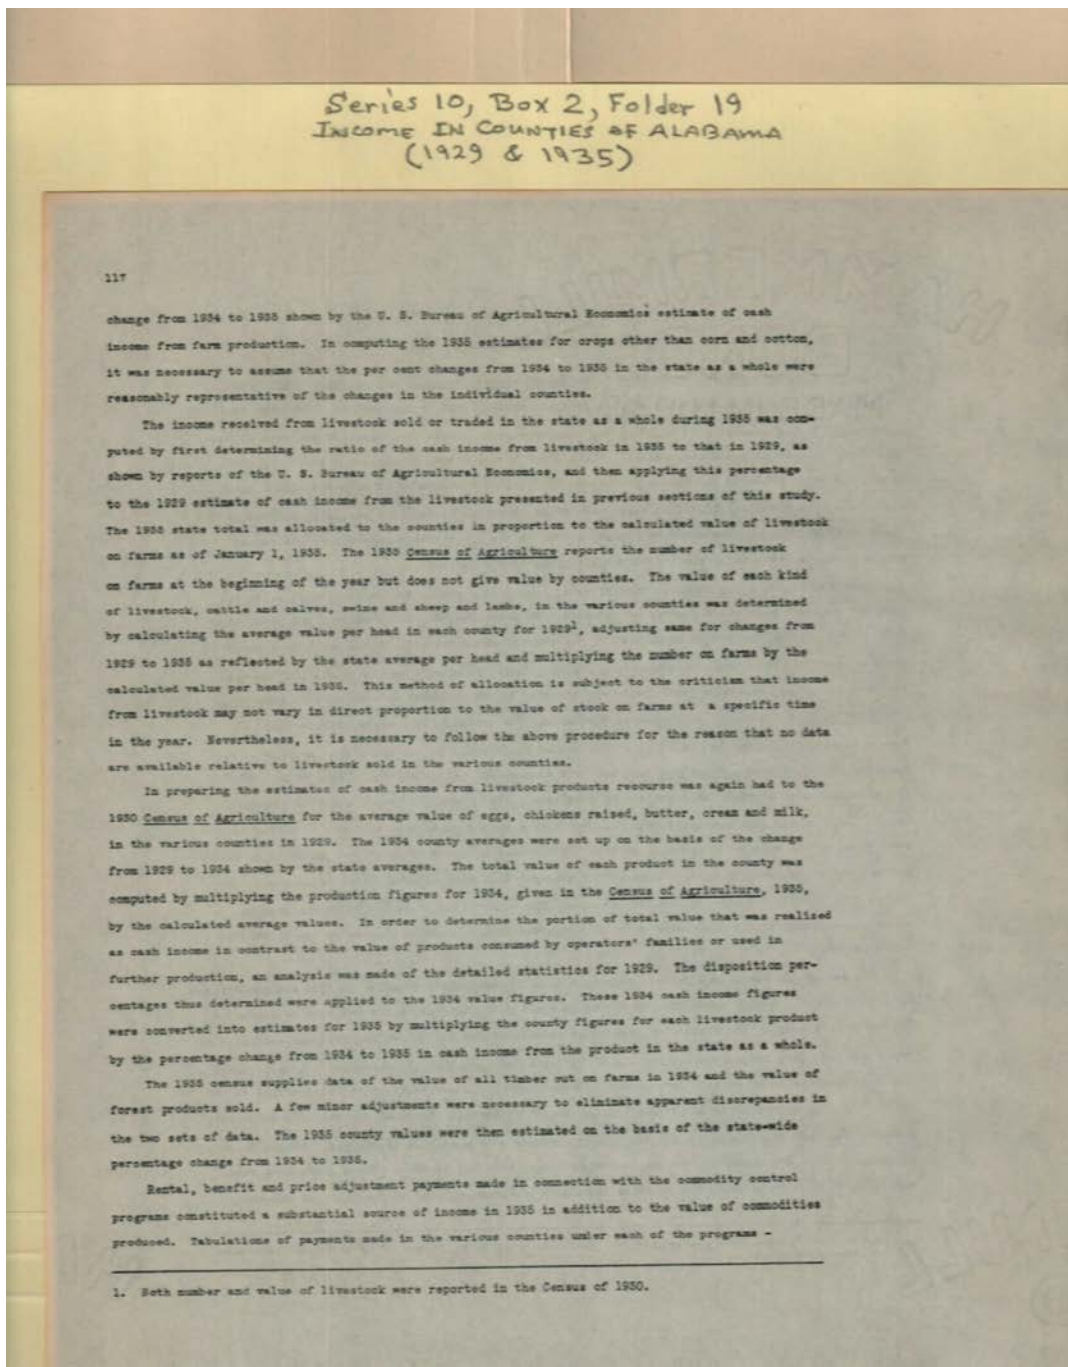 Series 10, Box 2, Folder 19
INCOME IN COUNTIES OF ALABAMA
(1929 & 1935)
117
change from 1934 to 1935 shown by the U. S. Bureau of Agricultural Economics' estimate of cash
income from farm production. In computing the 1935 estimates for crops other than corn and cotton,
it was necessary to assume that the per cent changes from 1934 to 1935 in the state as a whole were
reasonably representative of the changes in the individual counties.
The income received from livestock sold or traded in the state as a whole during 1935 was com-
puted by first determining the ratio of the cash income from livestock in 1935 to that in 1929, as
shown by reports of the U. S. Bureau of Agricultural Economics, and then applying this percentage
to the 1929 estimate of cash income from the livestock presented in previous sections of this study.
The 1935 state total was allocated to the counties in proportion to the calculated value of livestock
on farms as of January 1, 1935. The 1935 Census of Agriculture reports the number of livestock
on farms at the beginning of the year but does not give value by counties. The value of each kind
of livestock, cattle and calves, swine and sheep and lambs, in the various counties was determined
by calculating the average value per head in each county for 1929¹, adjusting same for changes from
1929 to 1935 as reflected by the state average per head and multiplying the number on farms by the
calculated value per head in 1935. This method of allocation is subject to the criticism that income
from livestock may not vary in direct proportion to the value of stock on farms at a specific time
in the year. Nevertheless, it is necessary to follow the above procedure for the reason that no data
are available relative to livestock sold in the various counties.
In preparing the estimates of cash income from livestock products recourse was again had to the
1930 Census of Agriculture for the average value of eggs, chickens raised, butter, cream and milk,
in the various counties in 1929. The 1934 county averages were set up on the basis of the change
from 1929 to 1934 shown by the state averages. The total value of each product in the county was
computed by multiplying the production figures for 1934, given in the Census of Agriculture, 1935,
by the calculated average values. In order to determine the portion of total value that was realized
as cash income in contrast to the value of products consumed by operators' families or used in
further production, an analysis was made of the detailed statistics for 1929. The disposition per-
centages thus determined were applied to the 1934 value figures. These 1934 cash income figures
were converted into estimates for 1935 by multiplying the county figures for each livestock product
by the percentage change from 1934 to 1935 in cash income from the product in the state as a whole.
The 1935 census supplies data of the value of all timber cut on farms in 1934 and the value of
forest products sold. A few minor adjustments were necessary to eliminate apparent discrepancies in
the two sets of data. The 1935 county values were then estimated on the basis of the state-wide
percentage change from 1934 to 1935.
Rental, benefit and price adjustment payments made in connection with the commodity control
programs constituted a substantial source of income in 1935 in addition to the value of commodities
produced. Tabulations of payments made in the various counties under each of the programs -
1. Both number and value of livestock were reported in the Census of 1930.